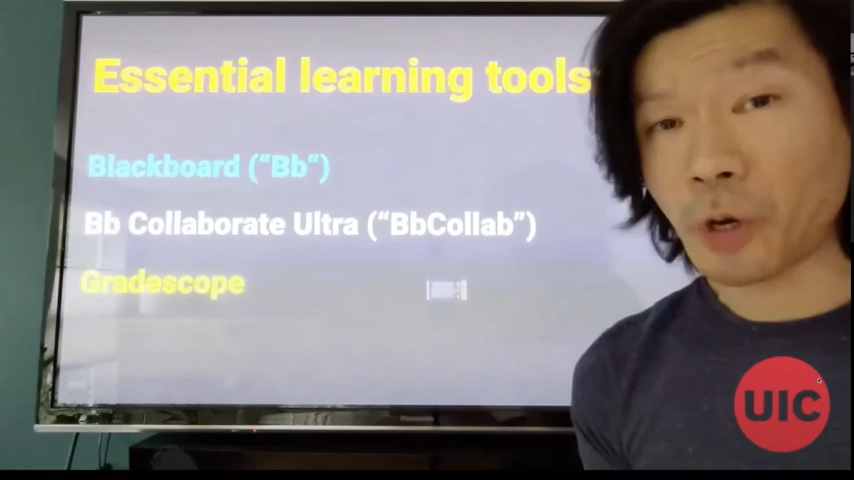 Essential learning tools
Blackboard (“Bb”)
Bb Collaborate Ultra (“BbCollab”)
Gradescope
UIC